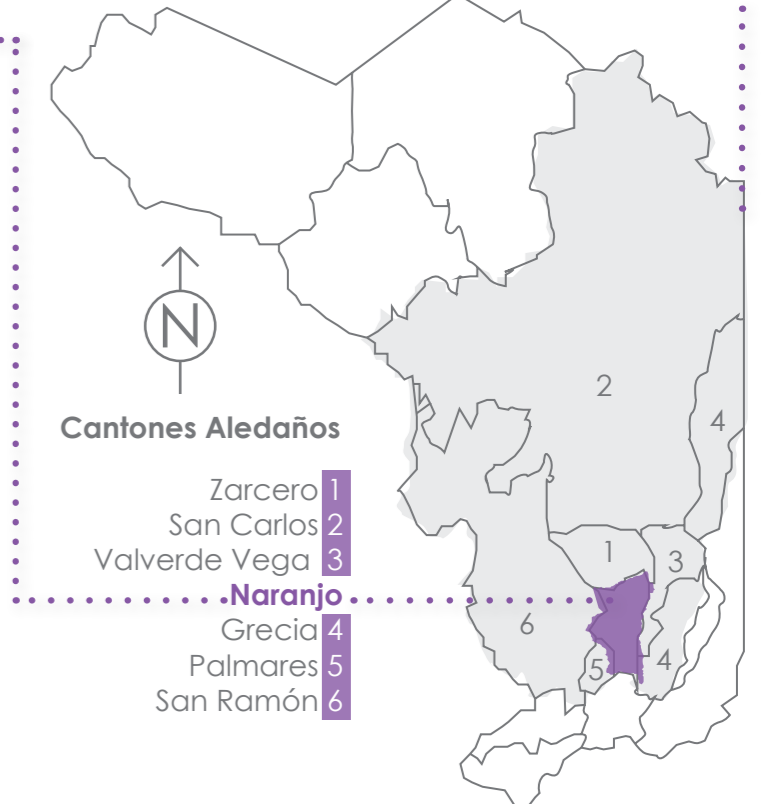 N
Cantones Aledaños
Zarcero 1
San Carlos 2
Valverde Vega 3
Naranjo
Grecia 4
Palmares 5
San Ramón 6
2
4
1
3
6
5
4